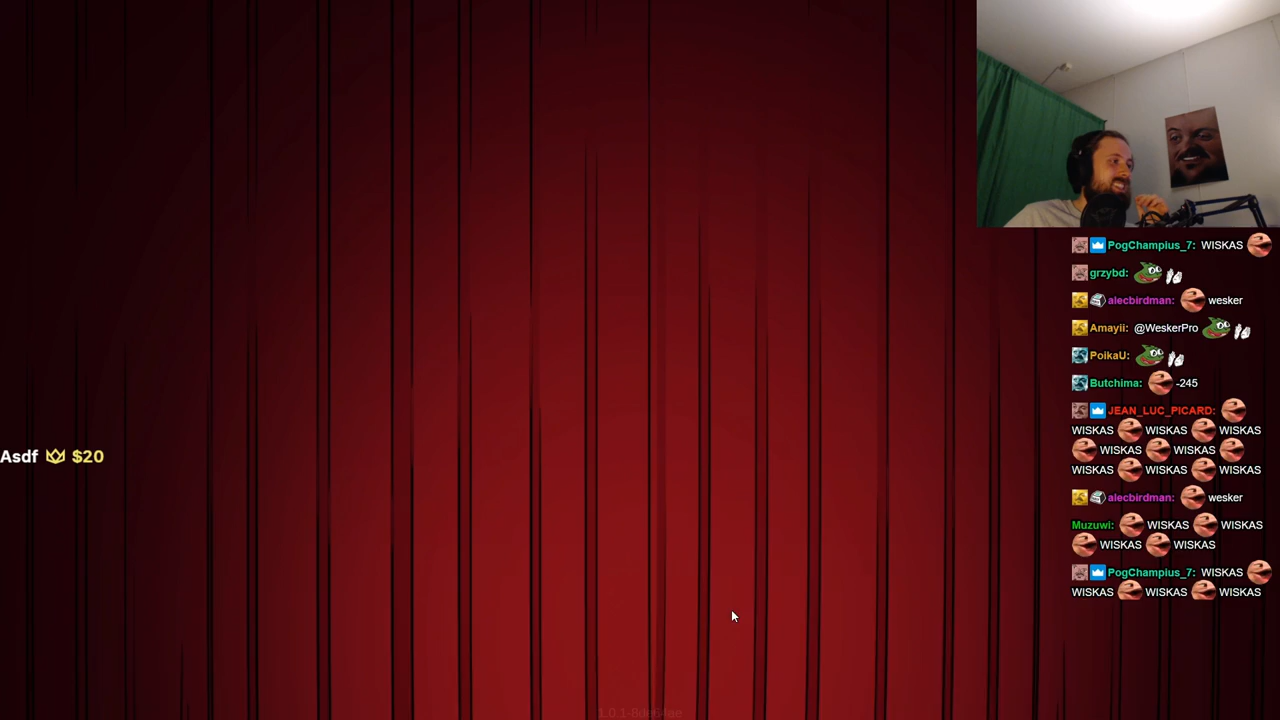 PogChampius_7: WISKAS
grzybd:
alecbirdman: wesker
Amayii: @WeskerPro
PoikaU:
Butchima: -245
JEAN_LUC_PICARD:
WISKAS WISKAS WISKAS
WISKAS WISKAS
WISKAS WISKAS WISKAS
alecbirdman: wesker
Muzuwi: WISKAS WISKAS
WISKAS WISKAS
PogChampius_7: WISKAS
WISKAS WISKAS WISKAS
Asdf $20